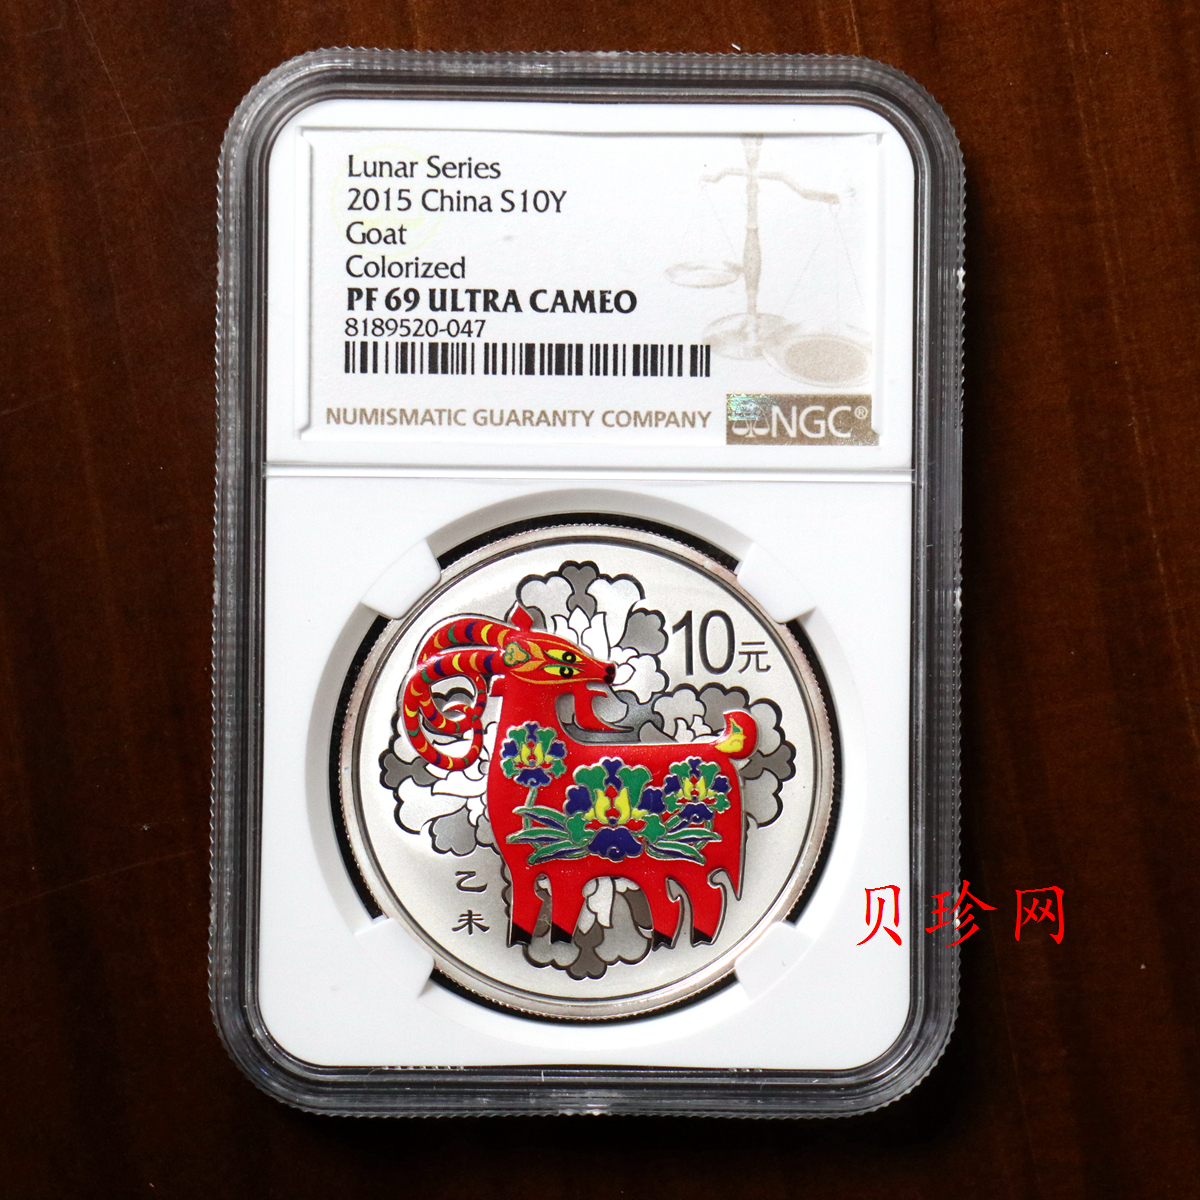 Lunar Series
2015 China S10Y
Goat
Colorized
PF 69 ULTRA CAMEO
8189520-047
NUMISMATIC GUARANTY COMPANY
NGC®
10元
乙未
贝珍网